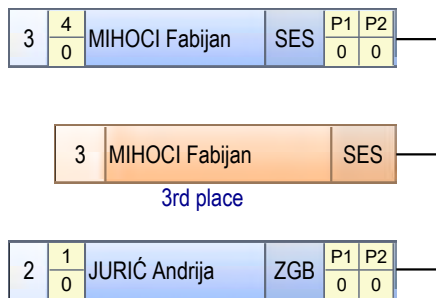 3 4 0 MIHOCI Fabijan SES P1 P2 0 0
3 MIHOCI Fabijan SES
3rd place
2 1 0 JURIĆ Andrija ZGB P1 P2 0 0